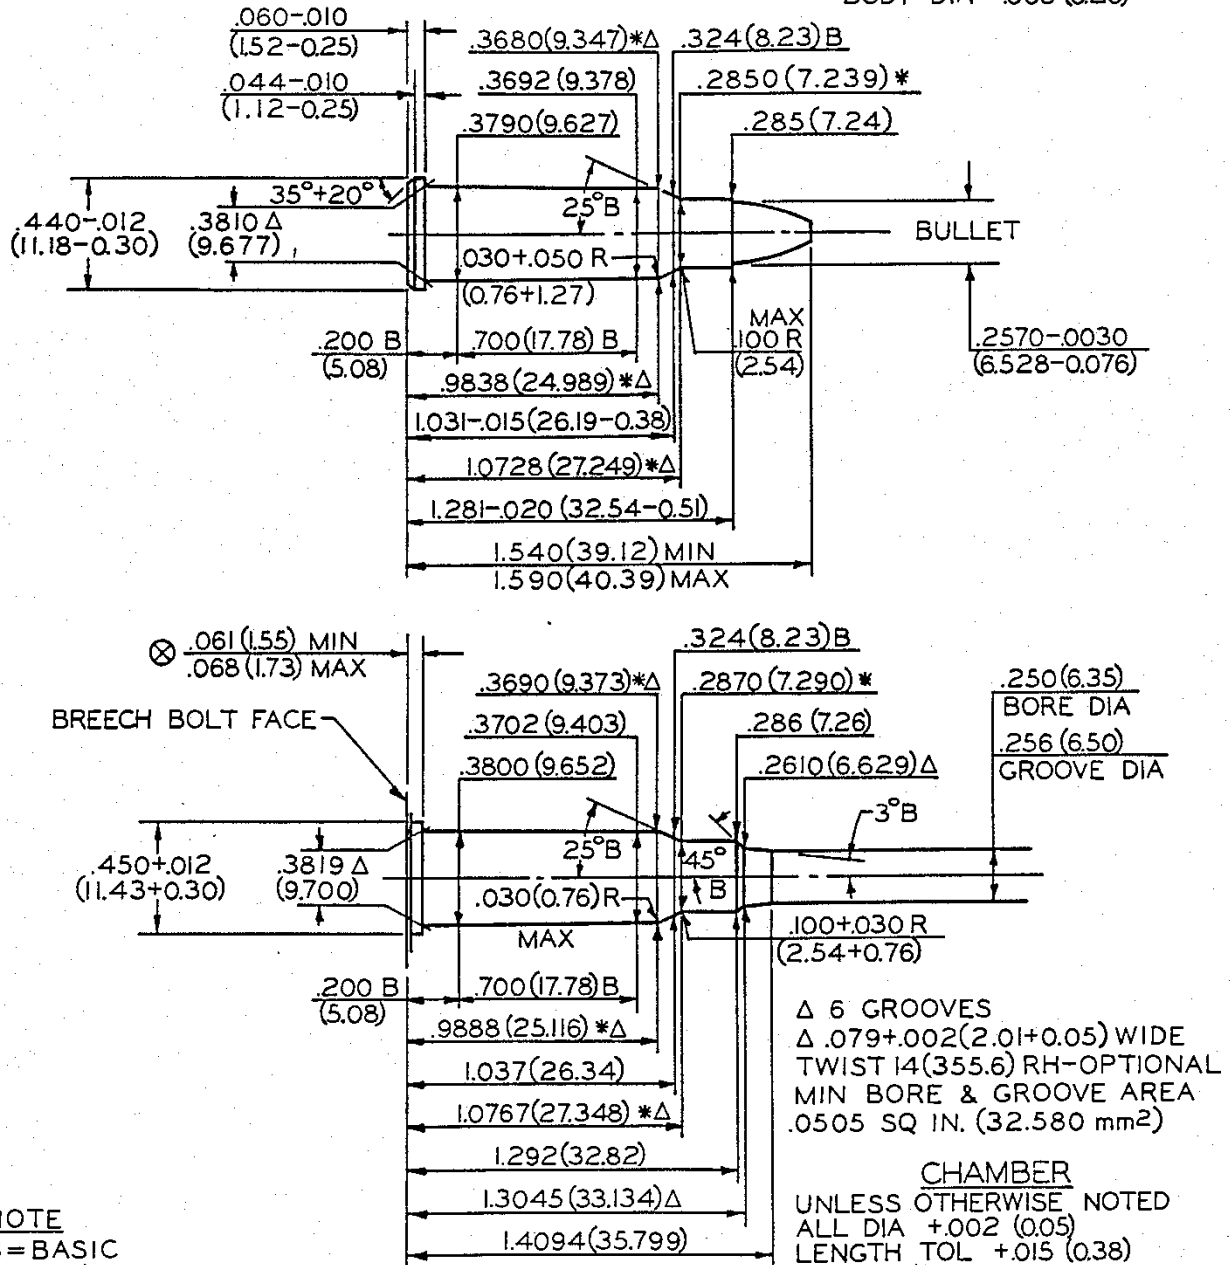 .060-.010
(1.52-0.25)
.044-.010
(1.12-0.25)
.3680(9.347)*Δ
.3692(9.378)
.3790(9.627)
.324(8.23)B
.2850(7.239)*
.285(7.24)
35°+20°
25°B
.440-.012
(11.18-0.30)
.3810 Δ
(9.677)
BULLET
.030+.050 R
(0.76+1.27)
MAX
.100 R
(2.54)
.2570-.0030
(6.528-0.076)
.200 B
(5.08)
.700(17.78) B
.9838(24.989)*Δ
1.031-.015(26.19-0.38)
1.0728(27.249)*Δ
1.281-.020 (32.54-0.51)
1.540(39.12) MIN
1.590(40.39) MAX
⊗ .061(1.55) MIN
.068(1.73) MAX
.324(8.23)B
.3690(9.373)*Δ
.2870(7.290)*
.250(6.35)
BORE DIA
BREECH BOLT FACE
.3702(9.403)
.286(7.26)
.256(6.50)
GROOVE DIA
.3800(9.652)
.2610(6.629)Δ
3°B
25°B
45°
B
.450+.012
(11.43+0.30)
.3819 Δ
(9.700)
.030(0.76)R
MAX
.100+.030 R
(2.54+0.76)
.200 B
(5.08)
.700(17.78)B
.9888(25.116)*Δ
1.037(26.34)
1.0767(27.348)*Δ
1.292(32.82)
1.3045(33.134)Δ
1.4094(35.799)
Δ 6 GROOVES
Δ .079+.002(2.01+0.05) WIDE
TWIST 14(355.6) RH-OPTIONAL
MIN BORE & GROOVE AREA
.0505 SQ IN. (32.580 mm2)
CHAMBER
UNLESS OTHERWISE NOTED
ALL DIA +.002 (0.05)
LENGTH TOL +.015 (0.38)
=BASIC